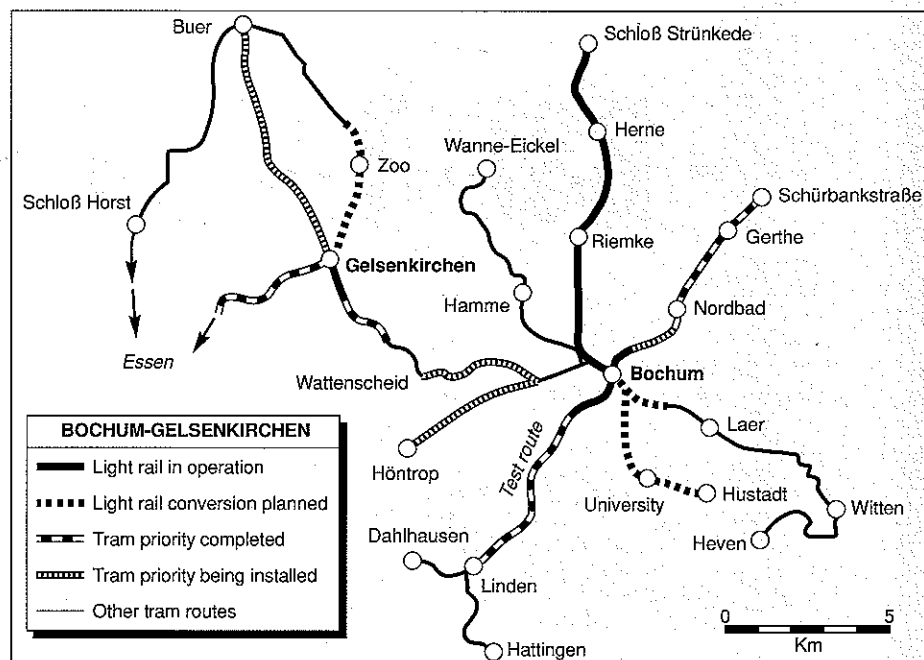 Buer
Schloß Strünkede
Herne
Wanne-Eickel
Zoo
Schürbankstraße
Schloß Horst
Riemke
Gerthe
Gelsenkirchen
Hamme
Nordbad
Essen
Wattenscheid
Bochum
BOCHUM-GELSENKIRCHEN
Light rail in operation
Light rail conversion planned
Tram priority completed
Tram priority being installed
Other tram routes
Höntrop
Test route
Laer
University
Hustadt
Witten
Heven
Dahlhausen
Linden
Hattingen
0 5
Km